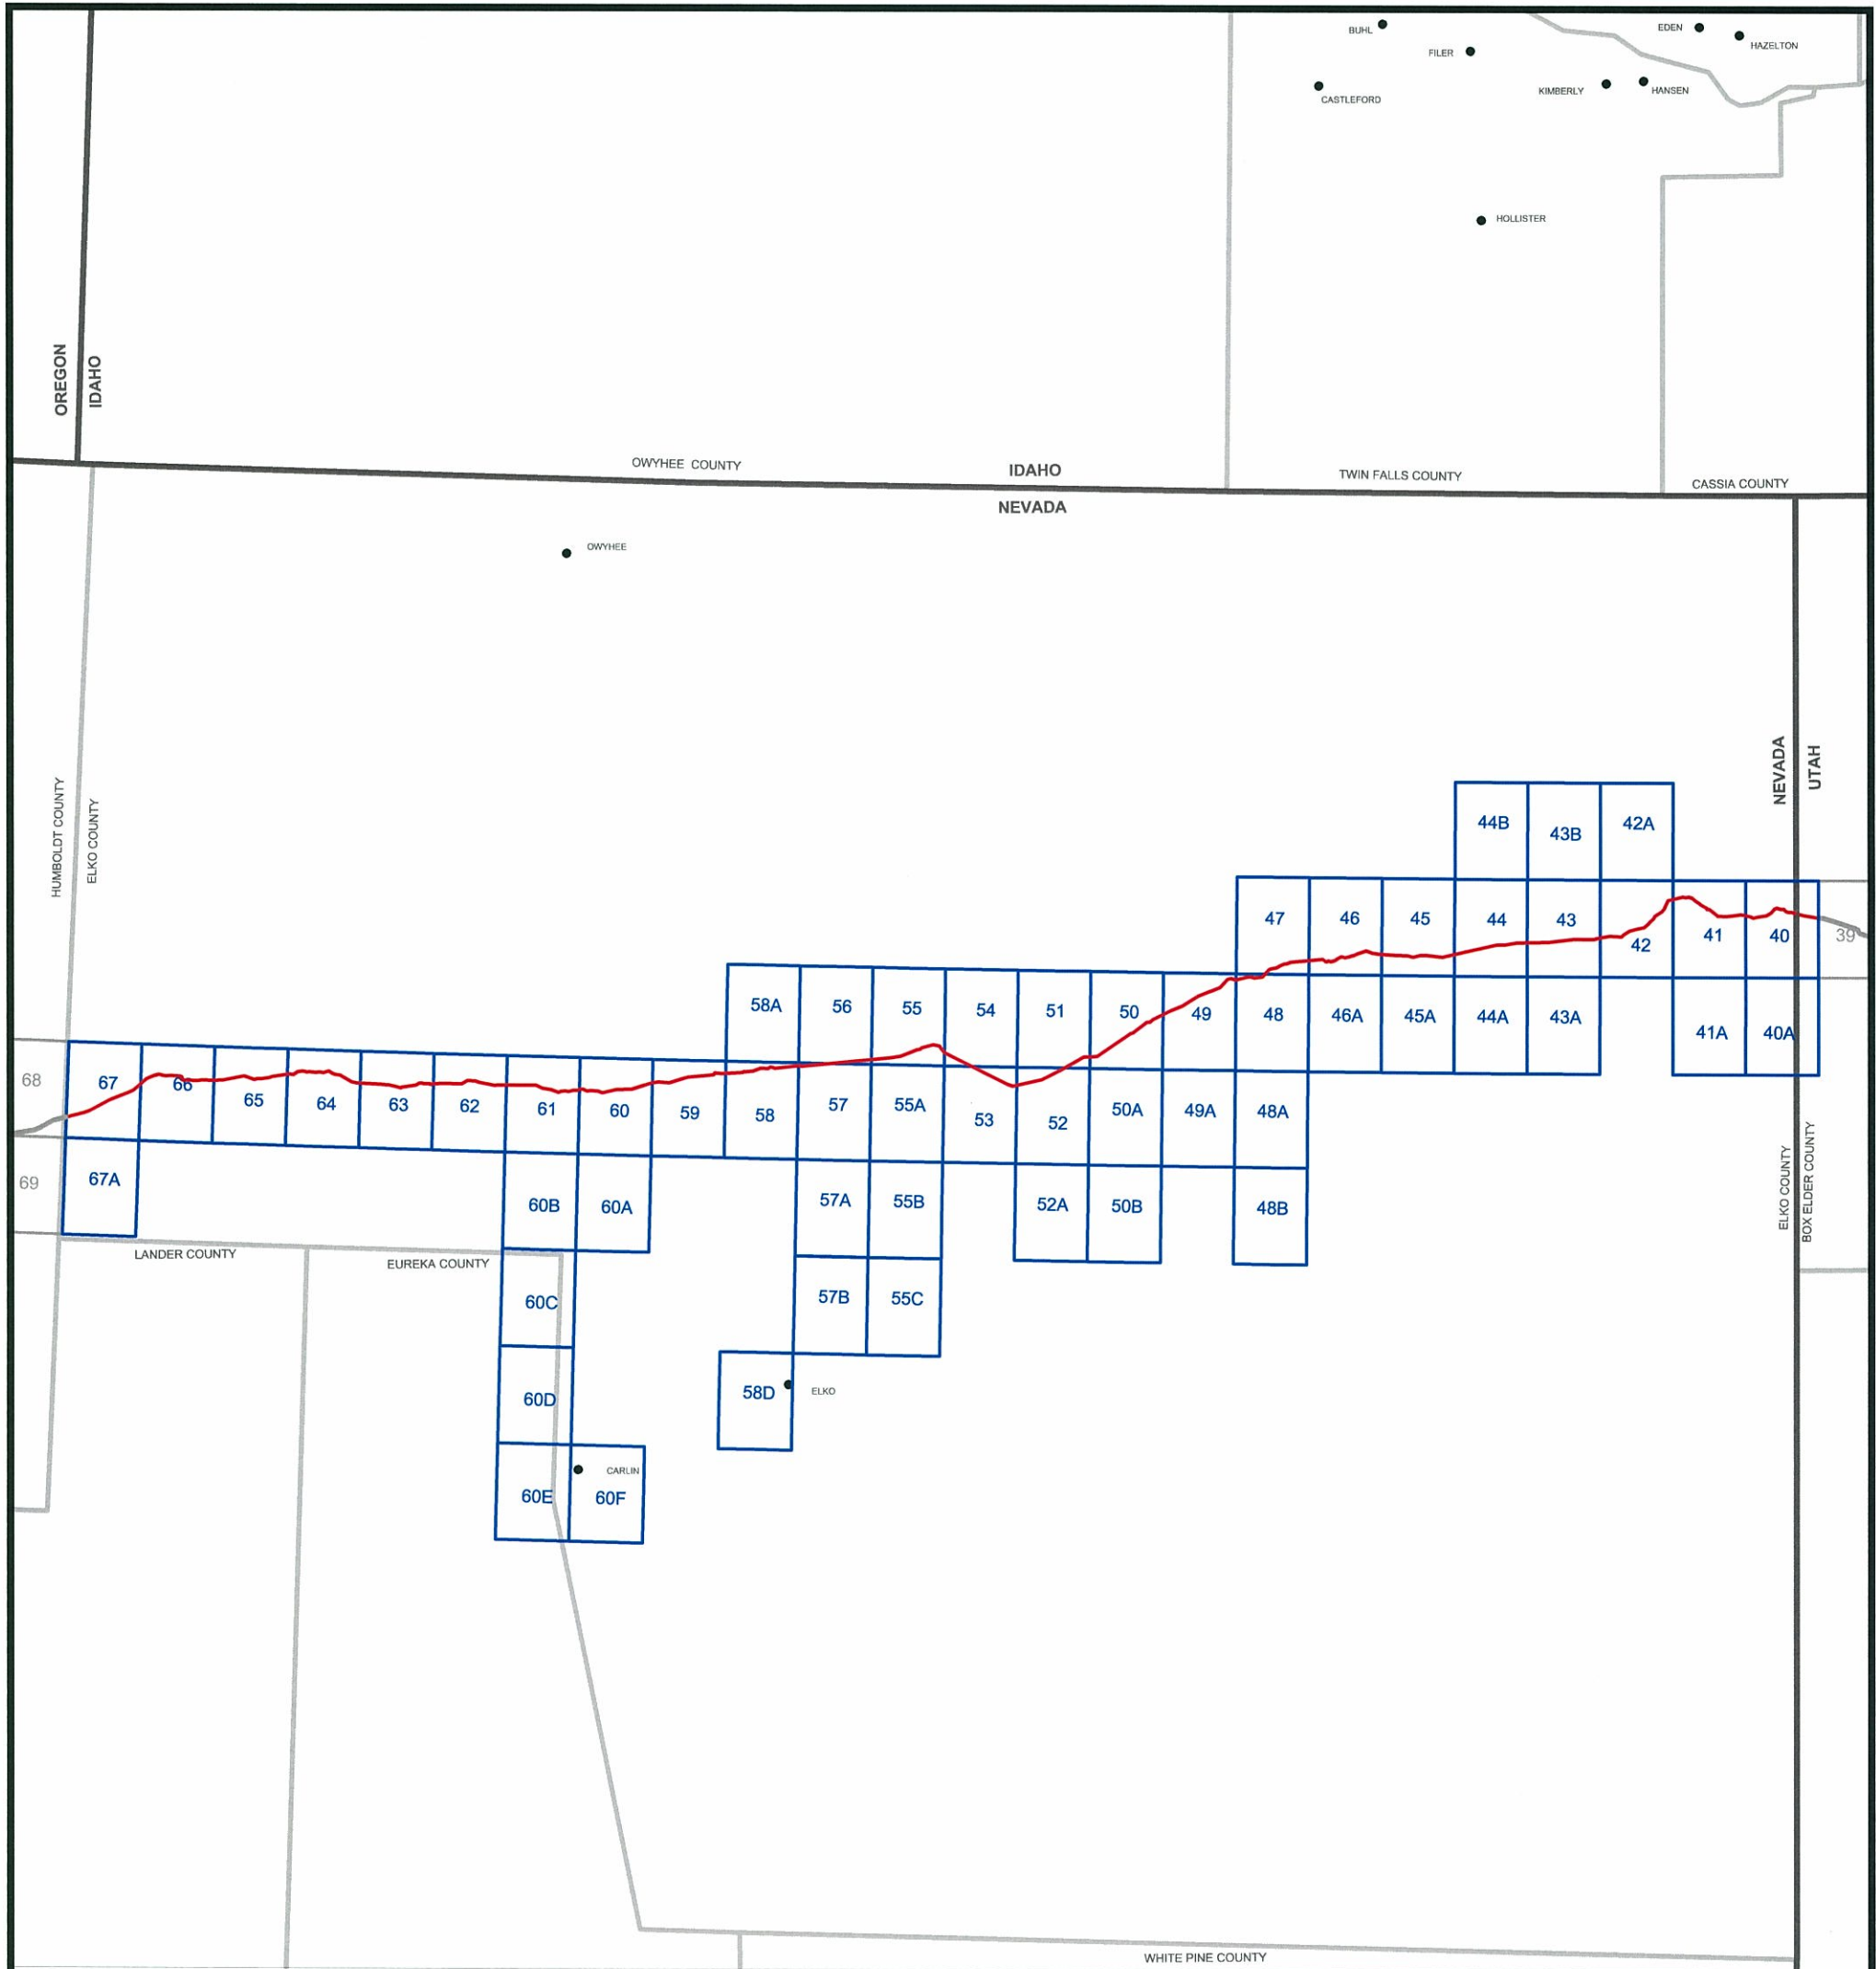 BUHL
EDEN
HAZELTON
FILER
CASTLEFORD
KIMBERLY
HANSEN
HOLLISTER
OREGON
IDAHO
OWYHEE COUNTY
IDAHO
TWIN FALLS COUNTY
CASSIA COUNTY
NEVADA
OWYHEE
NEVADA
UTAH
HUMBOLDT COUNTY
ELKO COUNTY
44B
43B
42A
47
46
45
44
43
42
41
40
39
58A
56
55
54
51
50
49
48
46A
45A
44A
43A
41A
40A
68
67
66
65
64
63
62
61
60
59
58
57
55A
53
52
50A
49A
48A
69
67A
60B
60A
57A
55B
52A
50B
48B
ELKO COUNTY
BOX ELDER COUNTY
LANDER COUNTY
EUREKA COUNTY
60C
57B
55C
60D
58D
ELKO
CARLIN
60E
60F
WHITE PINE COUNTY